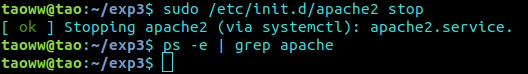 taoww@tao:~/exp3$ sudo /etc/init.d/apache2 stop
[ ok ] Stopping apache2 (via systemctl): apache2.service.
taoww@tao:~/exp3$ ps -e | grep apache
taoww@tao:~/exp3$